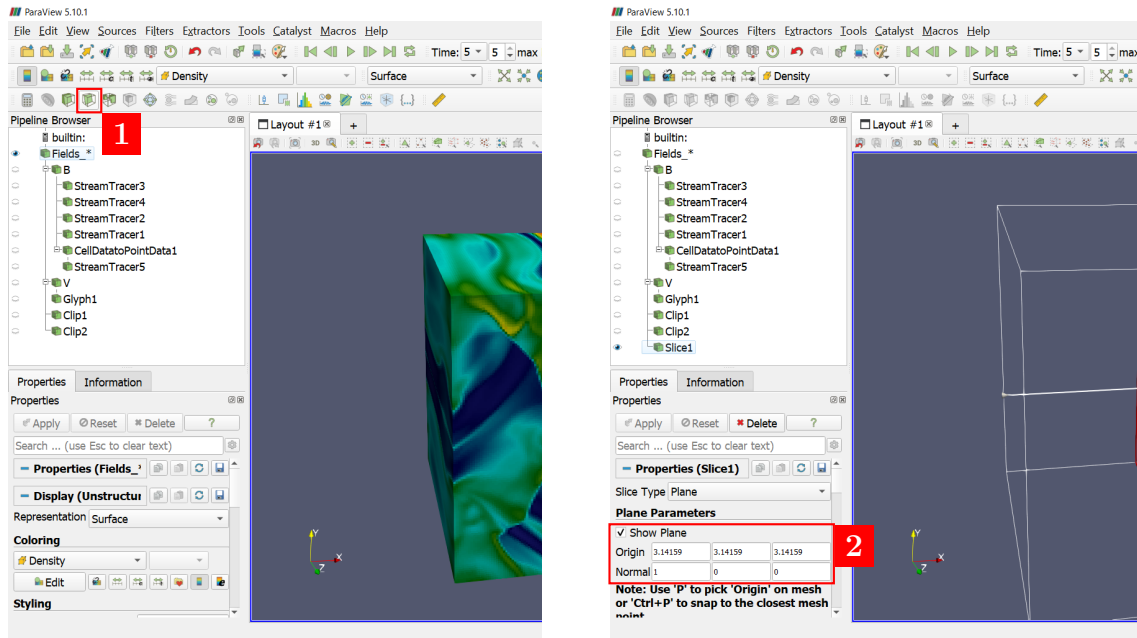 ParaView 5.10.1
File Edit View Sources Filters Extractors Tools Catalyst Macros Help
Time: 5 5 max
Density Surface
1
Pipeline Browser
Layout #1
+
builtin:
3D
Fields_*
B
StreamTracer3
StreamTracer4
StreamTracer2
StreamTracer1
CellDatatoPointData1
StreamTracer5
V
Glyph1
Clip1
Clip2
Properties Information
Properties
Apply Reset Delete ?
Search ... (use Esc to clear text)
Properties (Fields_*
Display (Unstructur
Representation Surface
Coloring
Density
Edit
Styling
Y
X
Z
ParaView 5.10.1
File Edit View Sources Filters Extractors Tools Catalyst Macros Help
Time: 5 5 max
Density Surface
Pipeline Browser
Layout #1
+
builtin:
3D
Fields_*
B
StreamTracer3
StreamTracer4
StreamTracer2
StreamTracer1
CellDatatoPointData1
StreamTracer5
V
Glyph1
Clip1
Clip2
Slice1
Properties Information
Properties
Apply Reset Delete ?
Search ... (use Esc to clear text)
Properties (Slice1)
Slice Type Plane
Plane Parameters
Show Plane
Origin 3.14159 3.14159 3.14159
Normal 1 0 0
2
Note: Use 'P' to pick 'Origin' on mesh
or 'Ctrl+P' to snap to the closest mesh
point
Y
X
Z